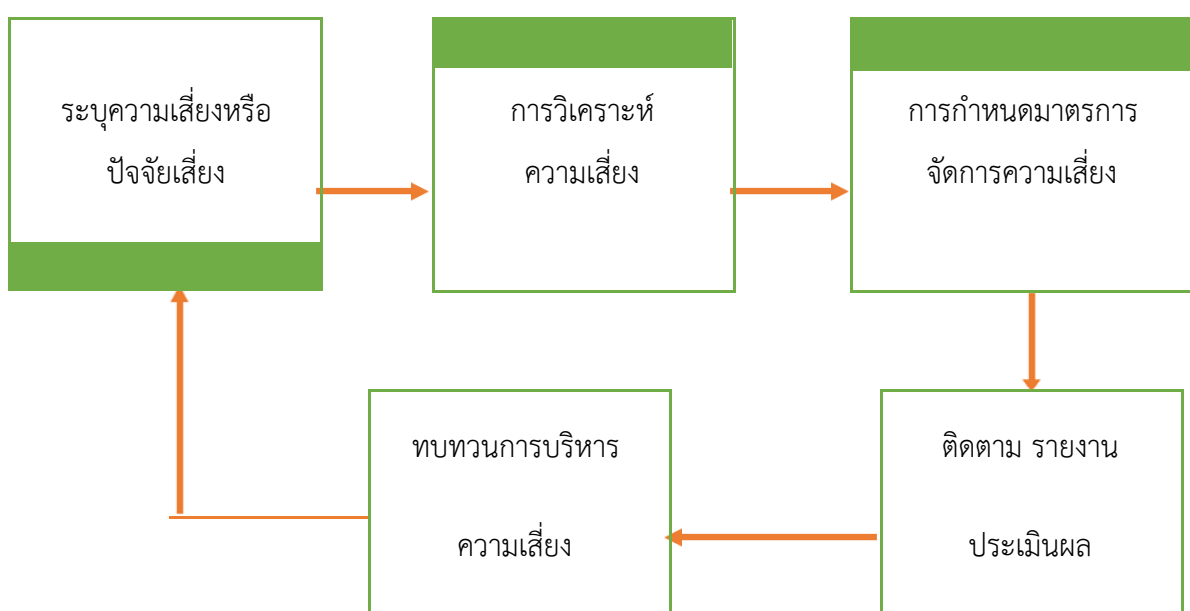 ระบุความเสี่ยงหรือ
ปัจจัยเสี่ยง
การวิเคราะห์
ความเสี่ยง
การกำหนดมาตรการ
จัดการความเสี่ยง
ติดตาม รายงาน
ประเมินผล
ทบทวนการบริหาร
ความเสี่ยง